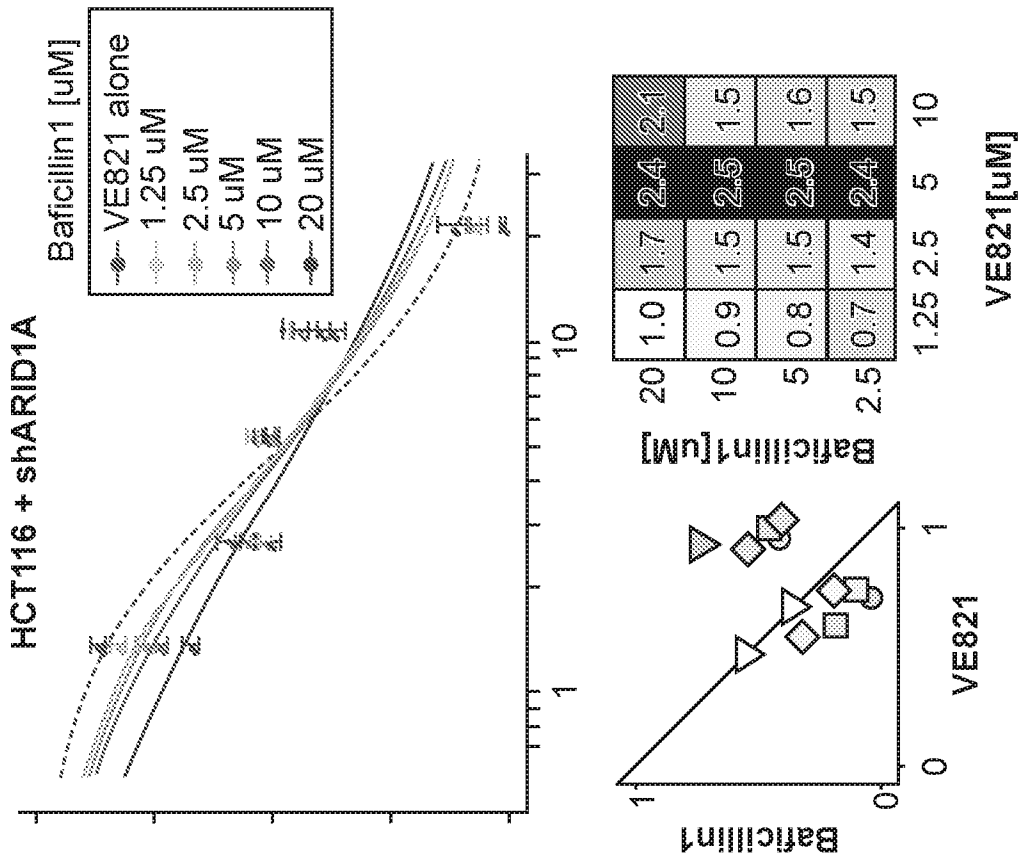 HCT116 + shARID1A
Baficillin1 [uM]
VE821 alone
1.25 uM
2.5 uM
5 uM
10 uM
20 uM
1
10
1
0
Baficillin1
0
1
VE821
Baficillin1[uM]
20 1.0 1.7 2.4 2.1
10 0.9 1.5 2.5 1.5
5 0.8 1.5 2.5 1.6
2.5 0.7 1.4 2.4 1.5
1.25 2.5 5 10
VE821[uM]